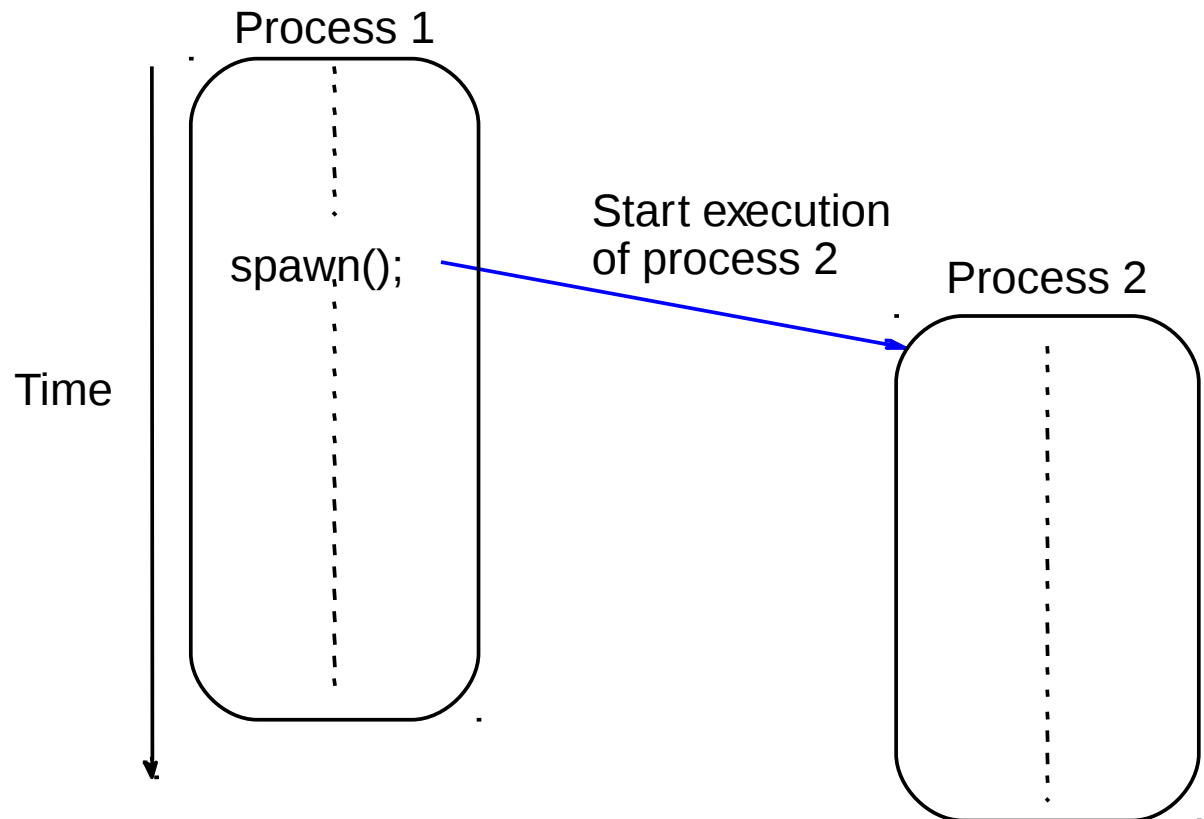 Process 1
Start execution
of process 2
spawn();
Process 2
Time